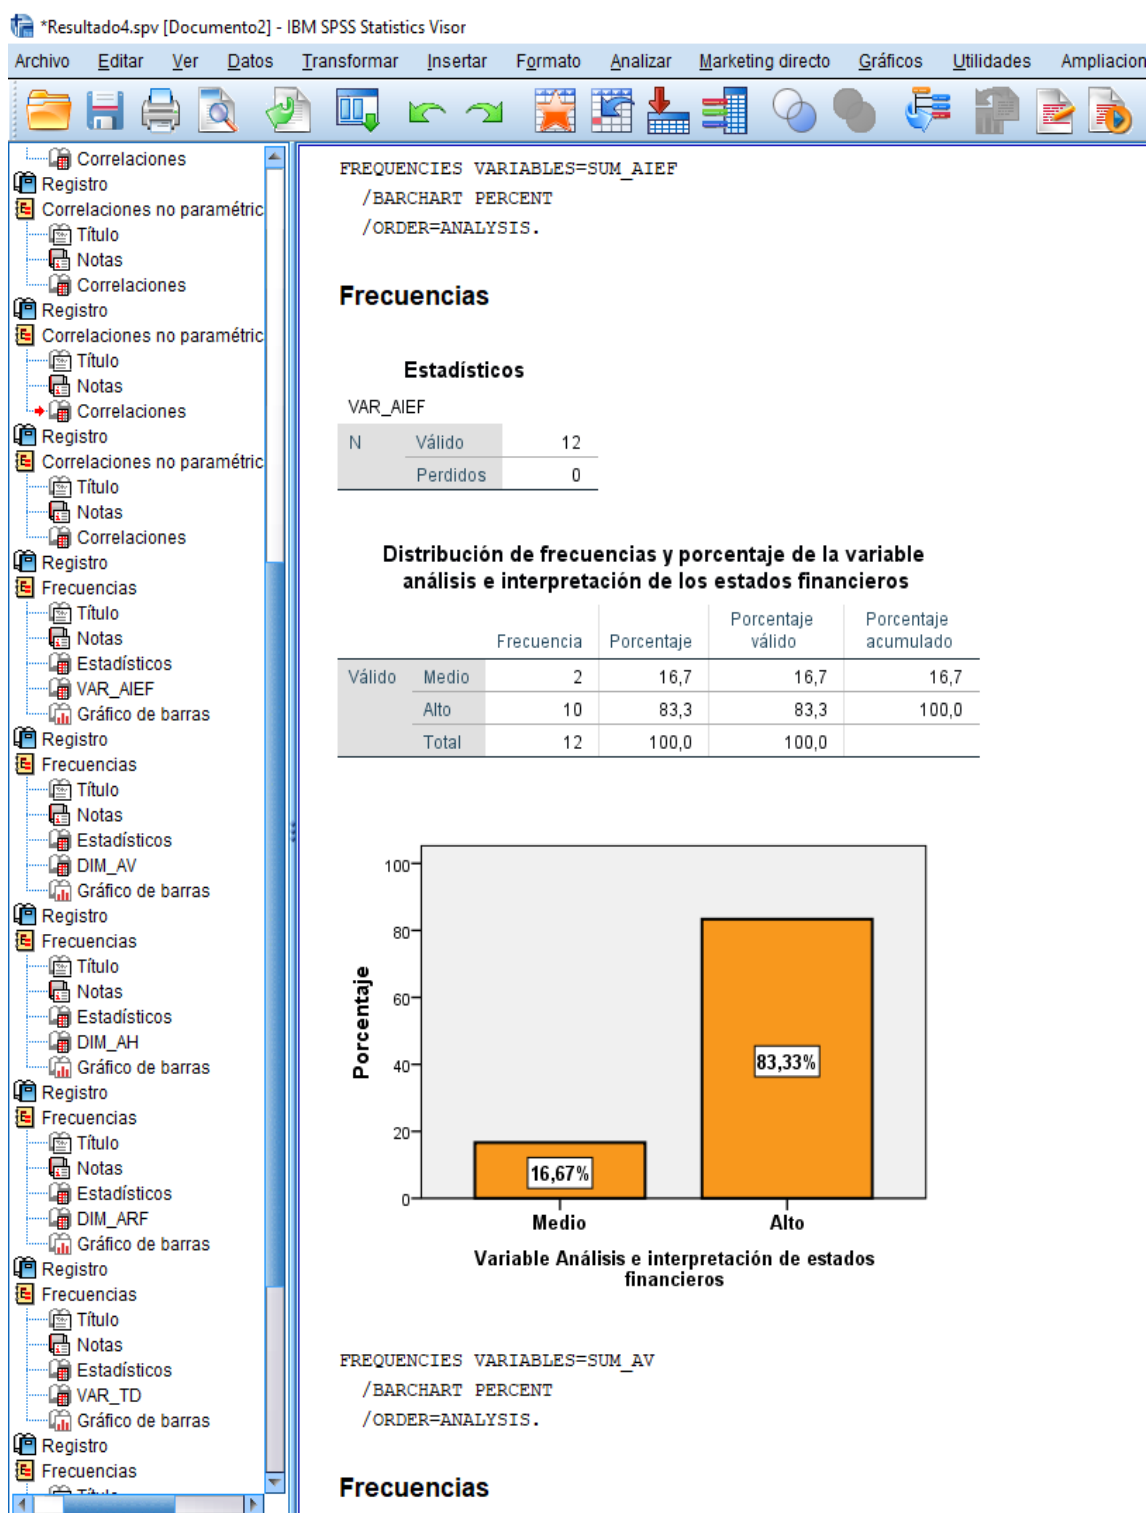 *Resultado4.spv [Documento2] - IBM SPSS Statistics Visor
Archivo Editar Ver Datos Transformar Insertar Formato Analizar Marketing directo Gráficos Utilidades Ampliacion
Correlaciones
Registro
Correlaciones no paramétric
Título
Notas
Correlaciones
Registro
Correlaciones no paramétric
Título
Notas
Correlaciones
Registro
Correlaciones no paramétric
Título
Notas
Correlaciones
Registro
Frecuencias
Título
Notas
Estadísticos
VAR_AIEF
Gráfico de barras
Registro
Frecuencias
Título
Notas
Estadísticos
DIM_AV
Gráfico de barras
Registro
Frecuencias
Título
Notas
Estadísticos
DIM_AH
Gráfico de barras
Registro
Frecuencias
Título
Notas
Estadísticos
DIM_ARF
Gráfico de barras
Registro
Frecuencias
Título
Notas
Estadísticos
VAR_TD
Gráfico de barras
Registro
Frecuencias
Título
FREQUENCIES VARIABLES=SUM_AIEF
/BARCHART PERCENT
/ORDER=ANALYSIS.
Frecuencias
Estadísticos
VAR_AIEF
N Válido 12
Perdidos 0
Distribución de frecuencias y porcentaje de la variable
análisis e interpretación de los estados financieros
Frecuencia Porcentaje Porcentaje válido Porcentaje acumulado
Válido Medio 2 16,7 16,7 16,7
Alto 10 83,3 83,3 100,0
Total 12 100,0 100,0
100
80
60
40
20
0
Porcentaje
83,33%
16,67%
Medio Alto
Variable Análisis e interpretación de estados
financieros
FREQUENCIES VARIABLES=SUM_AV
/BARCHART PERCENT
/ORDER=ANALYSIS.
Frecuencias